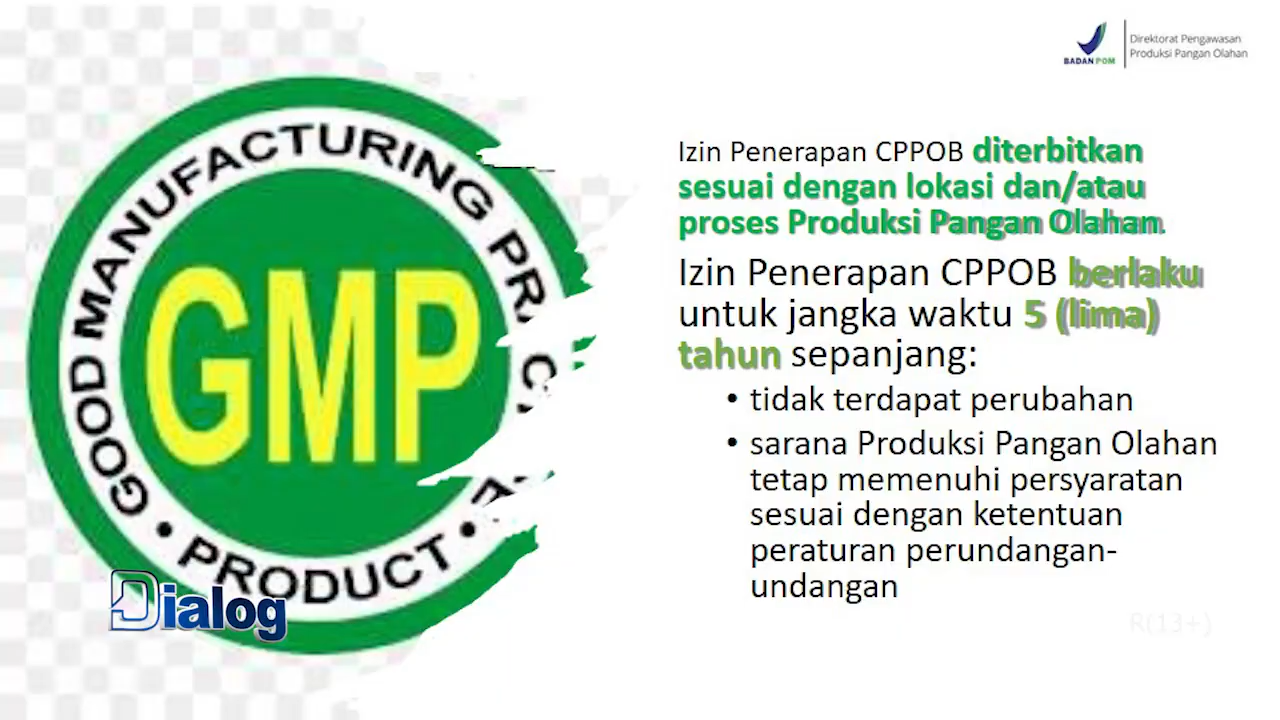 BADAN POM
Direktorat Pengawasan
Produksi Pangan Olahan
GOOD MANUFACTURING
GMP
• PRODUCT •
Izin Penerapan CPPOB diterbitkan
sesuai dengan lokasi dan/atau
proses Produksi Pangan Olahan.
Izin Penerapan CPPOB berlaku
untuk jangka waktu 5 (lima)
tahun sepanjang:
• tidak terdapat perubahan
• sarana Produksi Pangan Olahan
tetap memenuhi persyaratan
sesuai dengan ketentuan
peraturan perundangan-
undangan
Dialog
R(13+)